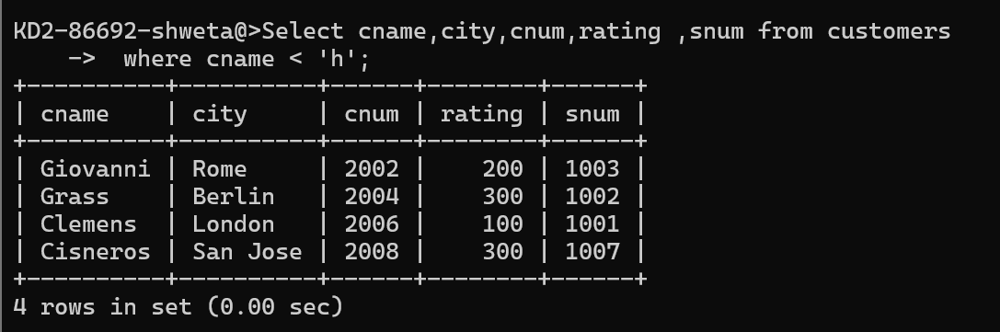 KD2-86692-shweta@>Select cname,city,cnum,rating ,snum from customers
    ->  where cname < 'h';
+----------+----------+------+--------+------+
| cname    | city     | cnum | rating | snum |
+----------+----------+------+--------+------+
| Giovanni | Rome     | 2002 |    200 | 1003 |
| Grass    | Berlin   | 2004 |    300 | 1002 |
| Clemens  | London   | 2006 |    100 | 1001 |
| Cisneros | San Jose | 2008 |    300 | 1007 |
+----------+----------+------+--------+------+
4 rows in set (0.00 sec)